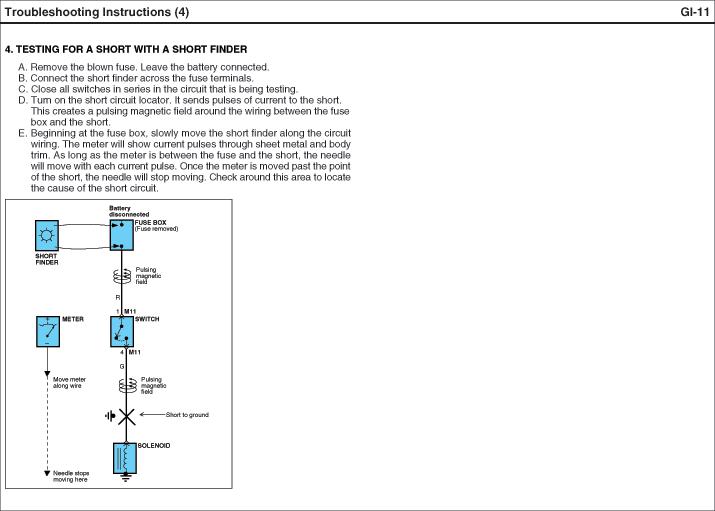 Troubleshooting Instructions (4)
GI-11
4. TESTING FOR A SHORT WITH A SHORT FINDER
A. Remove the blown fuse. Leave the battery connected.
B. Connect the short finder across the fuse terminals.
C. Close all switches in series in the circuit that is being testing.
D. Turn on the short circuit locator. It sends pulses of current to the short.
This creates a pulsing magnetic field around the wiring between the fuse
box and the short.
E. Beginning at the fuse box, slowly move the short finder along the circuit
wiring. The meter will show current pulses through sheet metal and body
trim. As long as the meter is between the fuse and the short, the needle
will move with each current pulse. Once the meter is moved past the point
of the short, the needle will stop moving. Check around this area to locate
the cause of the short circuit.
Battery
disconnected
FUSE BOX
(Fuse removed)
SHORT
FINDER
Pulsing
magnetic
field
R
1 M11
METER
SWITCH
+
−
4 M11
G
Move meter
along wire
Pulsing
magnetic
field
Short to ground
SOLENOID
Needle stops
moving here